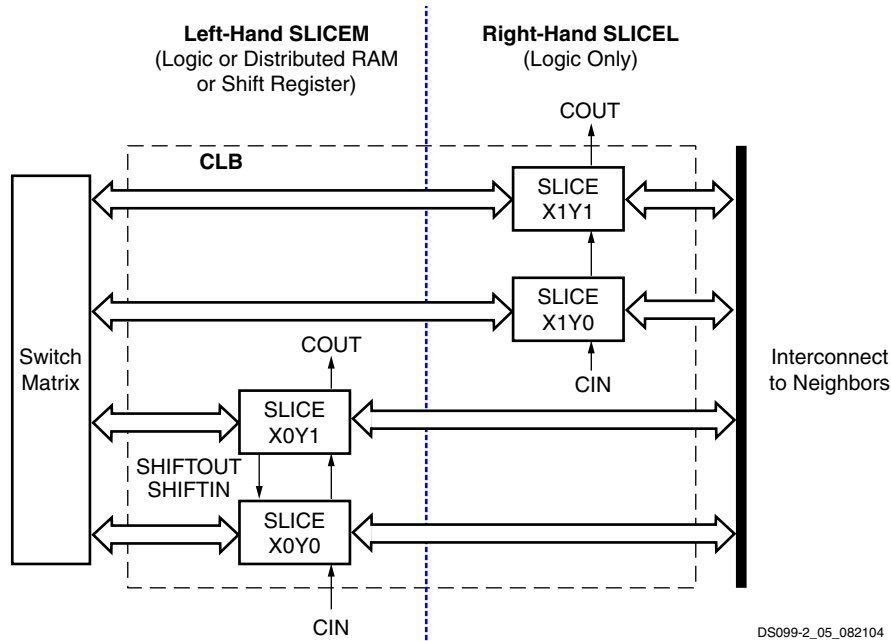 Left-Hand SLICEM
(Logic or Distributed RAM
or Shift Register)
Right-Hand SLICEL
(Logic Only)
COUT
CLB
SLICE
X1Y1
SLICE
X1Y0
COUT
CIN
Switch
Matrix
Interconnect
to Neighbors
SLICE
X0Y1
SHIFTOUT
SHIFTIN
SLICE
X0Y0
CIN
DS099-2_05_082104